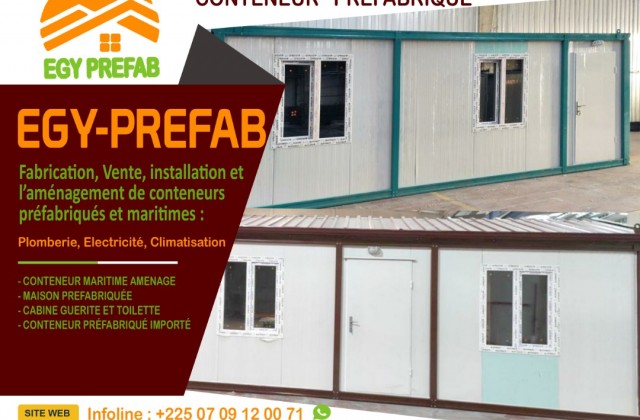 CONTENEUR PREFABRIQUE
EGY PREFAB
EGY-PREFAB
Fabrication, Vente, installation et
l'aménagement de conteneurs
préfabriqués et maritimes :
Plomberie, Electricité, Climatisation
- CONTENEUR MARITIME AMENAGE
- MAISON PREFABRIQUÉE
- CABINE GUERITE ET TOILETTE
- CONTENEUR PRÉFABRIQUÉ IMPORTÉ
SITE WEB
Infoline : +225 07 09 12 00 71